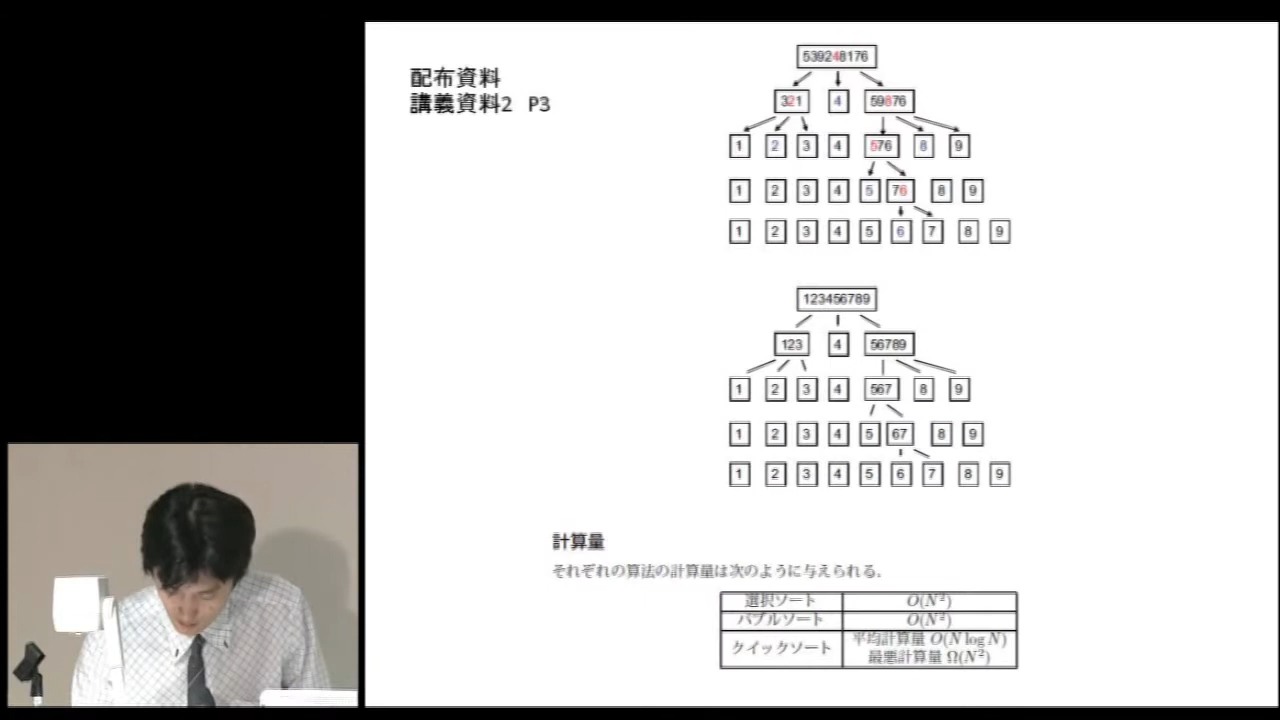 配布資料
講義資料2 P3
539248176
321 4 59876
1 2 3 4 576 8 9
1 2 3 4 5 76 8 9
1 2 3 4 5 6 7 8 9
123456789
123 4 56789
1 2 3 4 567 8 9
1 2 3 4 5 67 8 9
1 2 3 4 5 6 7 8 9
計算量
それぞれの算法の計算量は次のように与えられる.
選択ソート O(N²)
バブルソート O(N²)
クイックソート 平均計算量 O(N log N)
最悪計算量 Ω(N²)